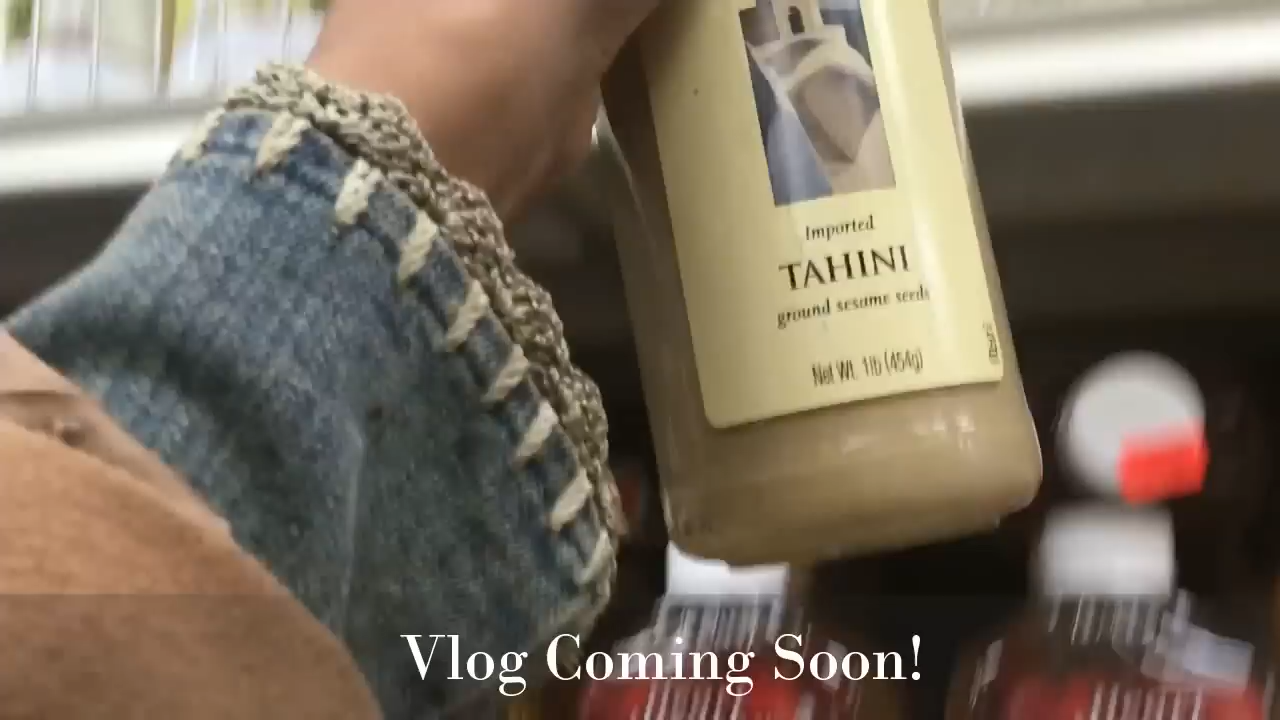 Imported
TAHINI
ground sesame seeds
Net Wt. 1lb (454g)
Vlog Coming Soon!